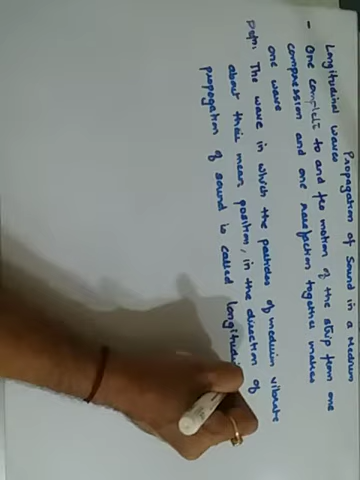 Propagation of Sound in a Medium
Longitudinal waves
- One complete to and fro motion of the strip from one
compression and one rarefaction together makes
one wave
Defn: The wave in which the particles of medium vibrate
about their mean position, in the direction of
propagation of sound is called longitudi